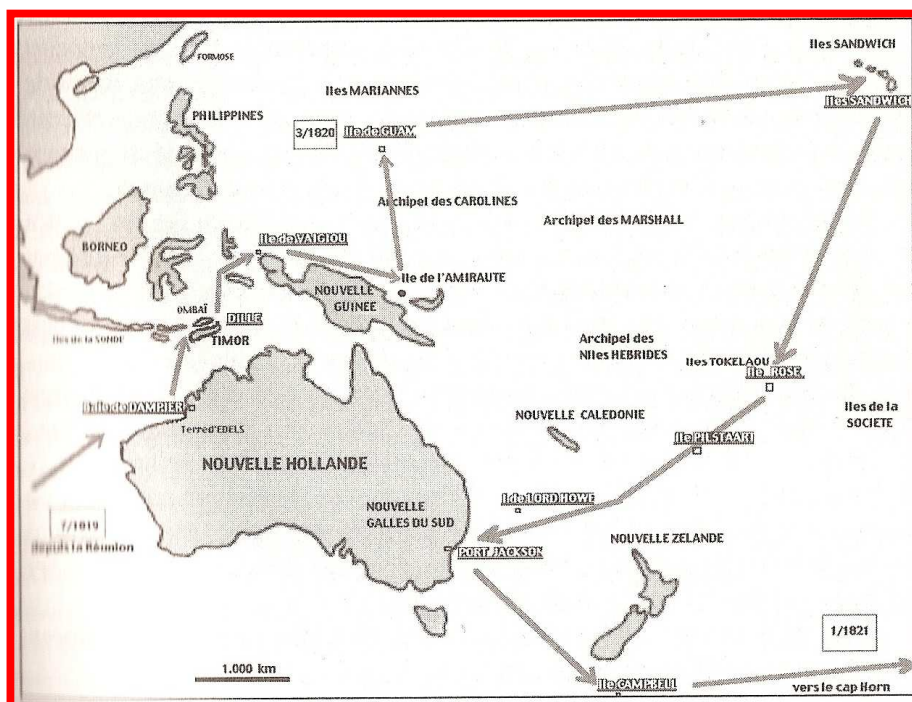 Iles SANDWICH
FORMOSE
Iles MARIANNES
Iles SANDWICH
PHILIPPINES
3/1820
Ile de GUAM
Archipel des CAROLINES
Archipel des MARSHALL
BORNEO
Ile de VAIGIOU
Ile de l'AMIRAUTE
NOUVELLE
GUINEE
OMBAÏ
DILLE
TIMOR
Iles de la SONDE
Archipel des
Nlles HEBRIDES
Iles TOKELAOU
Ile ROSE
Baie de DAMPIER
Terre d'EDELS
NOUVELLE CALEDONIE
Iles de la
SOCIETE
Ile PILSTAART
NOUVELLE HOLLANDE
NOUVELLE
GALLES DU SUD
I de LORD HOWE
7/1819
depuis la Réunion
PORT JACKSON
NOUVELLE ZELANDE
1/1821
1.000 km
Ile CAMPBELL
vers le cap Horn